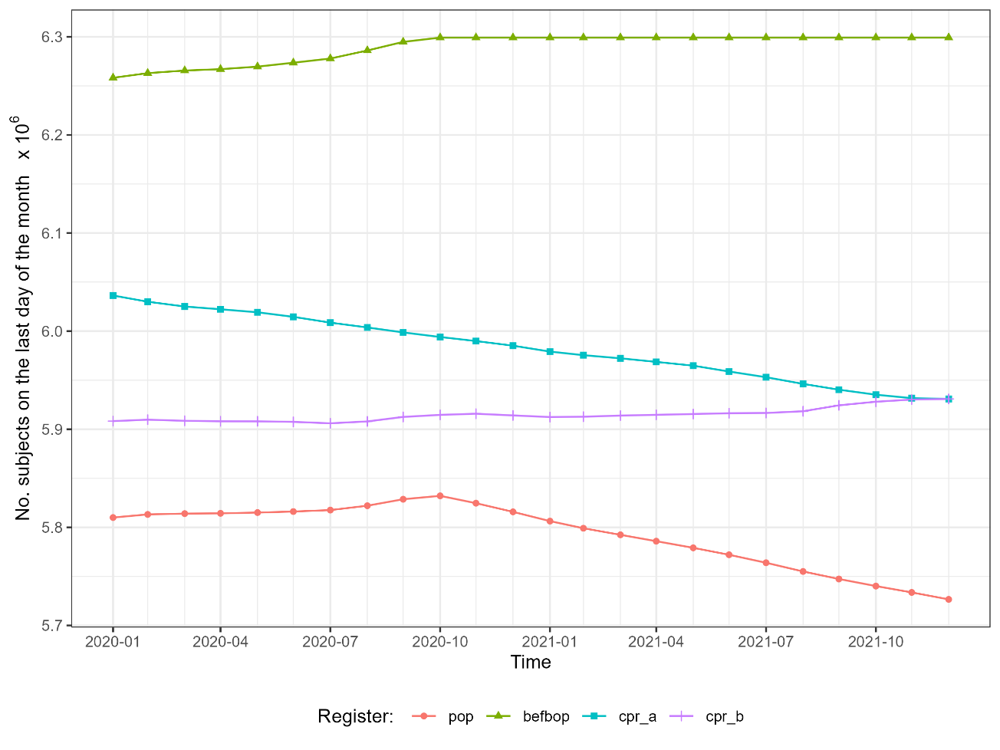 No. subjects on the last day of the month x 10⁶
6.3
6.2
6.1
6.0
5.9
5.8
5.7
2020-01 2020-04 2020-07 2020-10 2021-01 2021-04 2021-07 2021-10
Time
Register: pop befbop cpr_a cpr_b